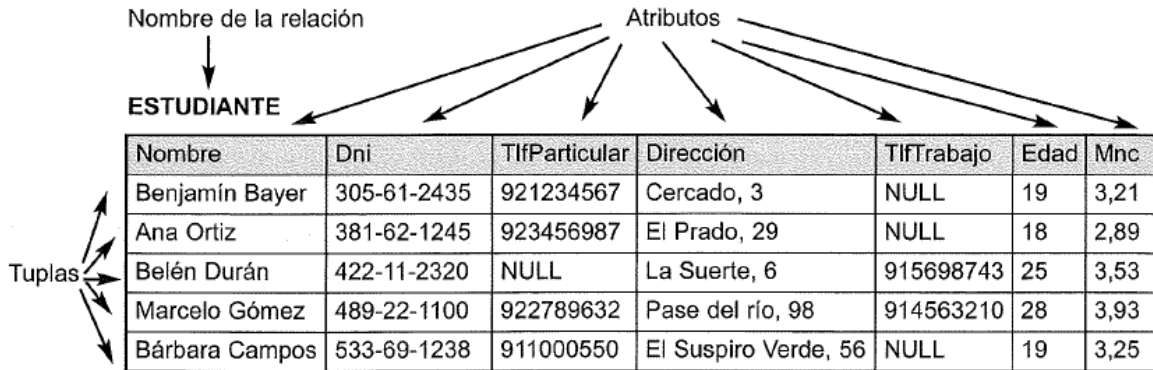 Nombre de la relación Atributos
ESTUDIANTE
Nombre Dni TlfParticular Dirección TlfTrabajo Edad Mnc
Benjamín Bayer 305-61-2435 921234567 Cercado, 3 NULL 19 3,21
Ana Ortiz 381-62-1245 923456987 El Prado, 29 NULL 18 2,89
Tuplas Belén Durán 422-11-2320 NULL La Suerte, 6 915698743 25 3,53
Marcelo Gómez 489-22-1100 922789632 Pase del río, 98 914563210 28 3,93
Bárbara Campos 533-69-1238 911000550 El Suspiro Verde, 56 NULL 19 3,25